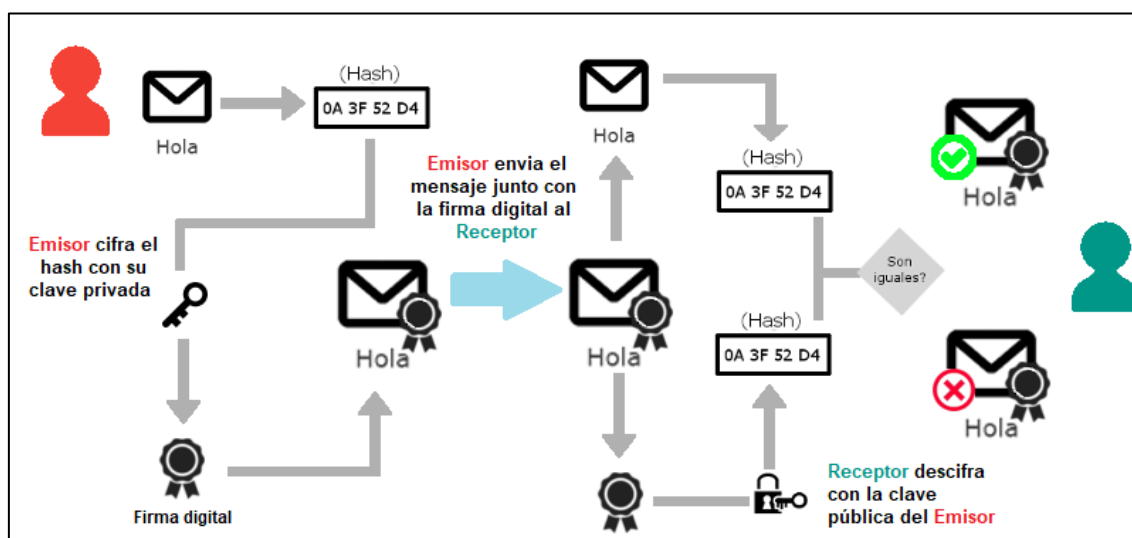 Hola
(Hash)
0A 3F 52 D4
Emisor cifra el
hash con su
clave privada
Firma digital
Hola
Emisor envia el
mensaje junto con
la firma digital al
Receptor
Hola
Hola
(Hash)
0A 3F 52 D4
(Hash)
0A 3F 52 D4
Son
iguales?
Receptor descifra
con la clave
pública del Emisor
Hola
Hola